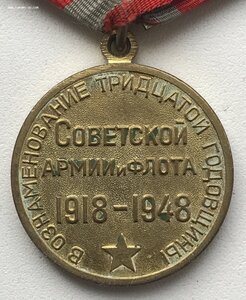 В ОЗНАМЕНОВАНИЕ ТРИДЦАТОЙ ГОДОВЩИНЫ
СОВЕТСКОЙ
АРМИИ И ФЛОТА
1918-1948